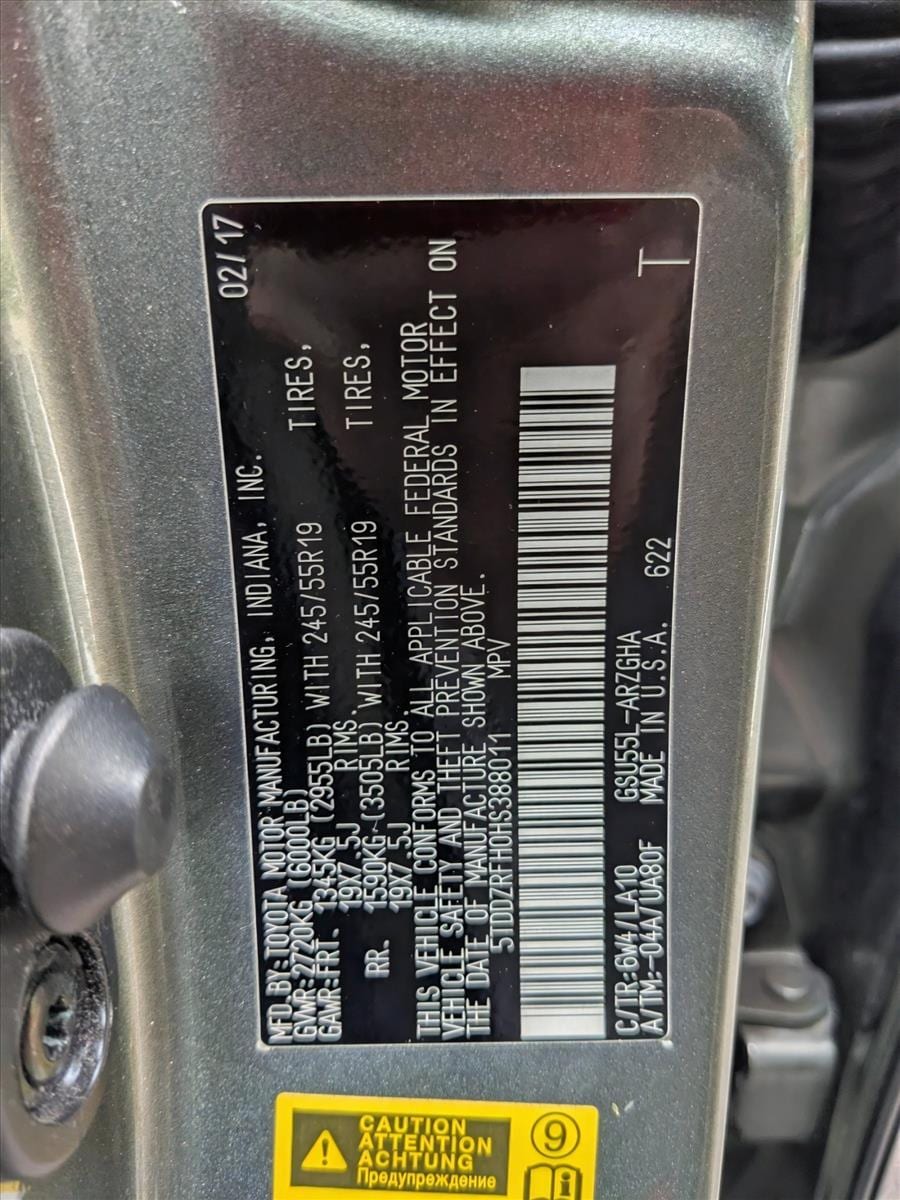 MFD.BY:TOYOTA MOTOR MANUFACTURING, INDIANA, INC. 02/17
GVWR:2720KG (6000LB)
GAWR:FRT. 1345KG (2955LB) WITH 245/55R19 TIRES,
19X7.5J RIMS,
RR. 1590KG (3505LB) WITH 245/55R19 TIRES,
19X7.5J RIMS.
THIS VEHICLE CONFORMS TO ALL APPLICABLE FEDERAL MOTOR
VEHICLE SAFETY AND THEFT PREVENTION STANDARDS IN EFFECT ON
THE DATE OF MANUFACTURE SHOWN ABOVE.
5TDDZRFH0HS388011 MPV
C/TR:6W4/LA10 GSU55L-ARZGHA
A/TM:-04A/UA80F MADE IN U.S.A. 622 T
CAUTION
ATTENTION
ACHTUNG
Предупреждение
9